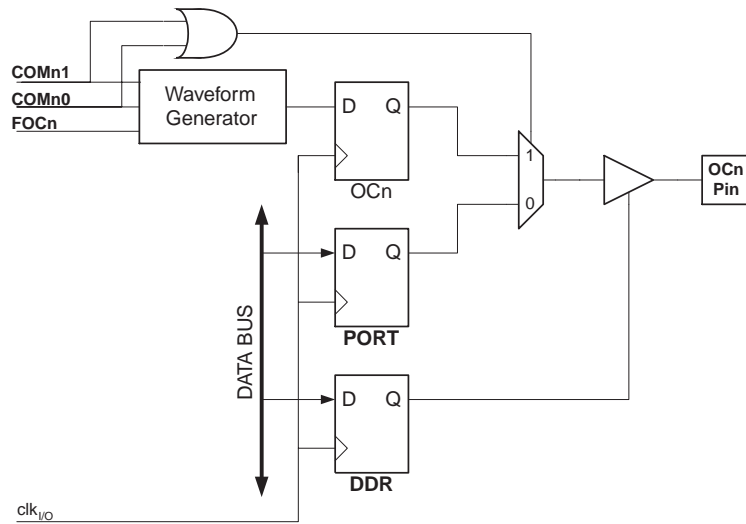 COMn1
COMn0
FOCn
Waveform
Generator
D Q
OCn
1
0
OCn
Pin
D Q
PORT
D Q
DDR
DATA BUS
clkI/O